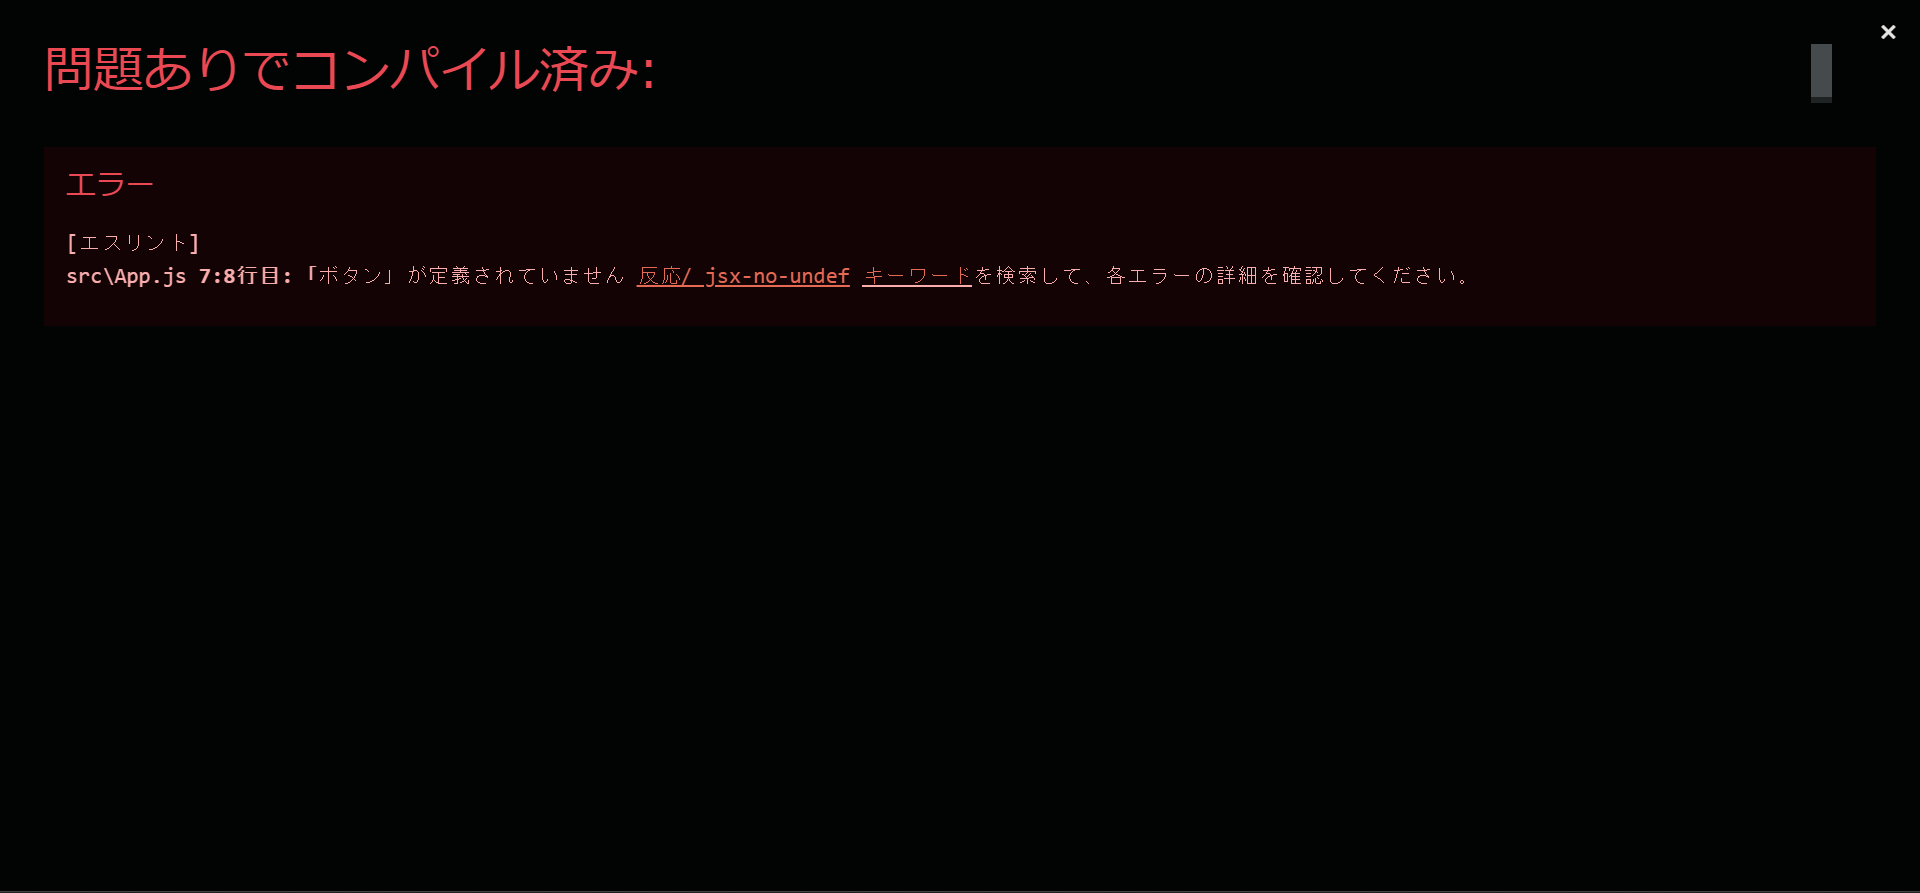 問題ありでコンパイル済み:
エラー
[エスリント]
src\App.js 7:8行目:「ボタン」が定義されていません 反応/ jsx-no-undef キーワードを検索して、各エラーの詳細を確認してください。